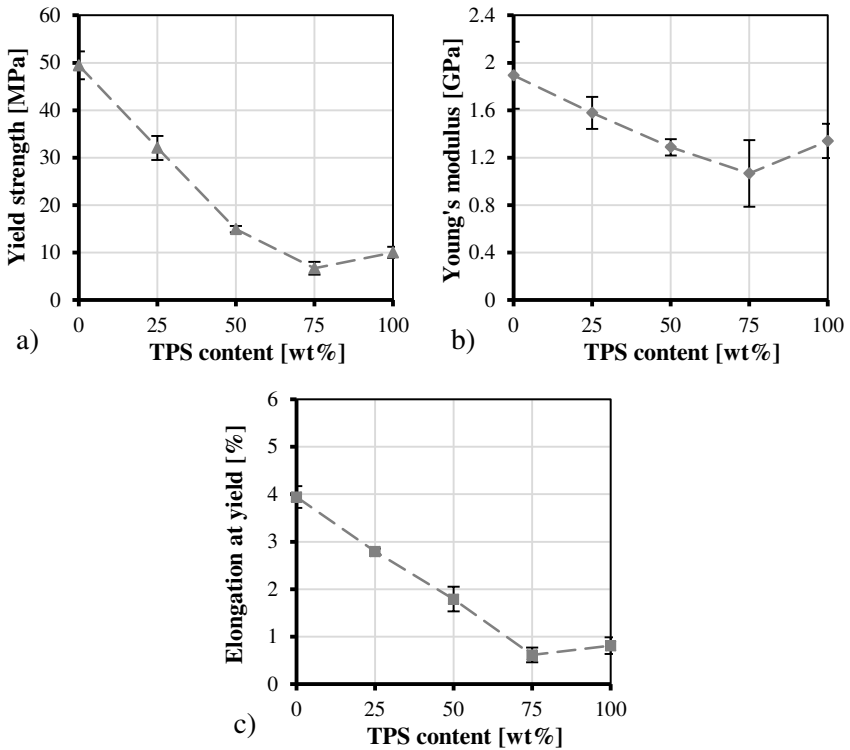 Yield strength [MPa]
60
50
40
30
20
10
0
0 25 50 75 100
TPS content [wt%]
a)
Young's modulus [GPa]
2.4
2
1.6
1.2
0.8
0.4
0
0 25 50 75 100
TPS content [wt%]
b)
Elongation at yield [%]
6
5
4
3
2
1
0
0 25 50 75 100
TPS content [wt%]
c)